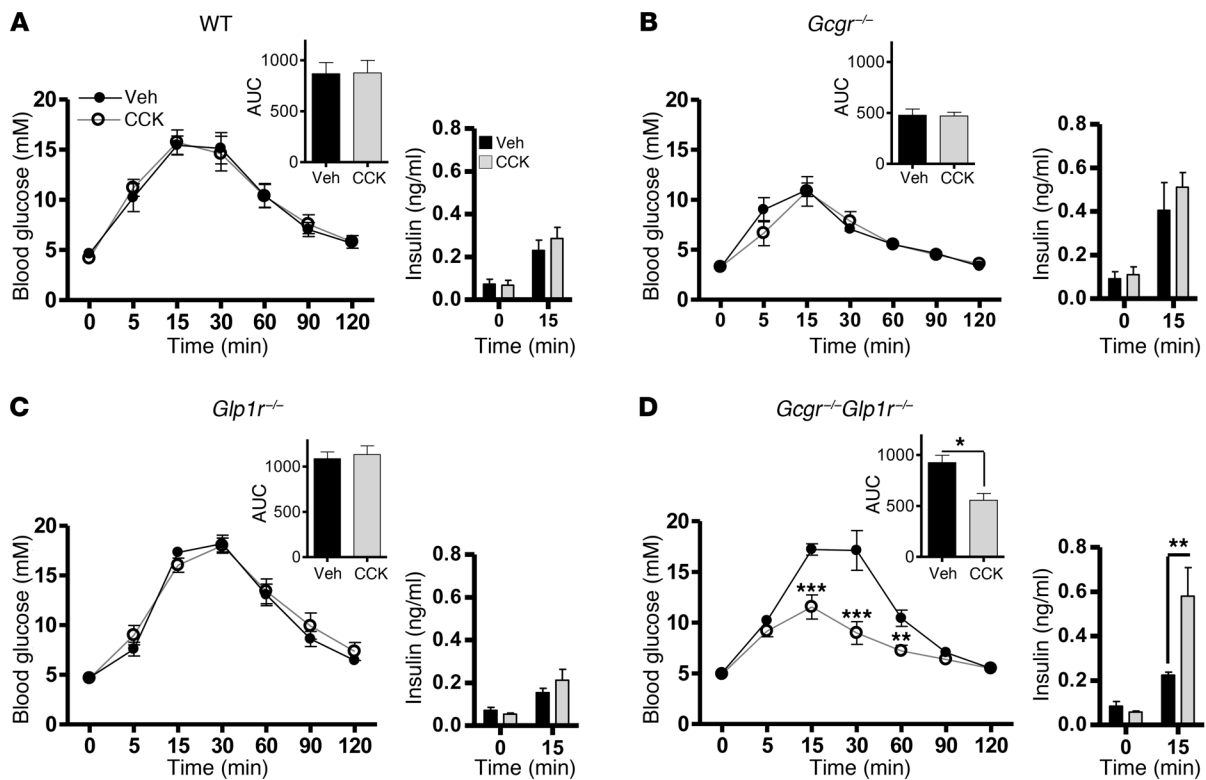 A
WT
Blood glucose (mM)
20
15
10
5
0
Veh
CCK
0 5 15 30 60 90 120
Time (min)
AUC
1000
500
0
Veh CCK
Insulin (ng/ml)
0.8
0.6
0.4
0.2
0.0
Veh
CCK
0 15
Time (min)
B
Gcgr–/–
Blood glucose (mM)
20
15
10
5
0
0 5 15 30 60 90 120
Time (min)
AUC
1000
500
0
Veh CCK
Insulin (ng/ml)
0.8
0.6
0.4
0.2
0.0
0 15
Time (min)
C
Glp1r–/–
Blood glucose (mM)
20
15
10
5
0
0 5 15 30 60 90 120
Time (min)
AUC
1000
500
0
Veh CCK
Insulin (ng/ml)
0.8
0.6
0.4
0.2
0.0
0 15
Time (min)
D
Gcgr–/–Glp1r–/–
Blood glucose (mM)
20
15
10
5
0
***
***
**
0 5 15 30 60 90 120
Time (min)
AUC
1000
500
0
*
Veh CCK
Insulin (ng/ml)
0.8
0.6
0.4
0.2
0.0
**
0 15
Time (min)